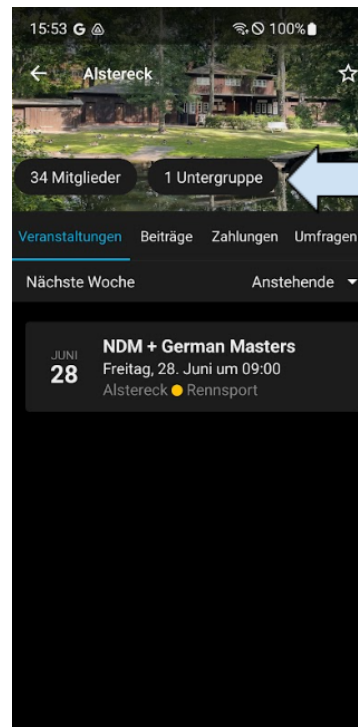 15:53 G 100%
Alstereck
34 Mitglieder 1 Untergruppe
Veranstaltungen Beiträge Zahlungen Umfragen
Nächste Woche Anstehende
JUNI
28
NDM + German Masters
Freitag, 28. Juni um 09:00
Alstereck Rennsport